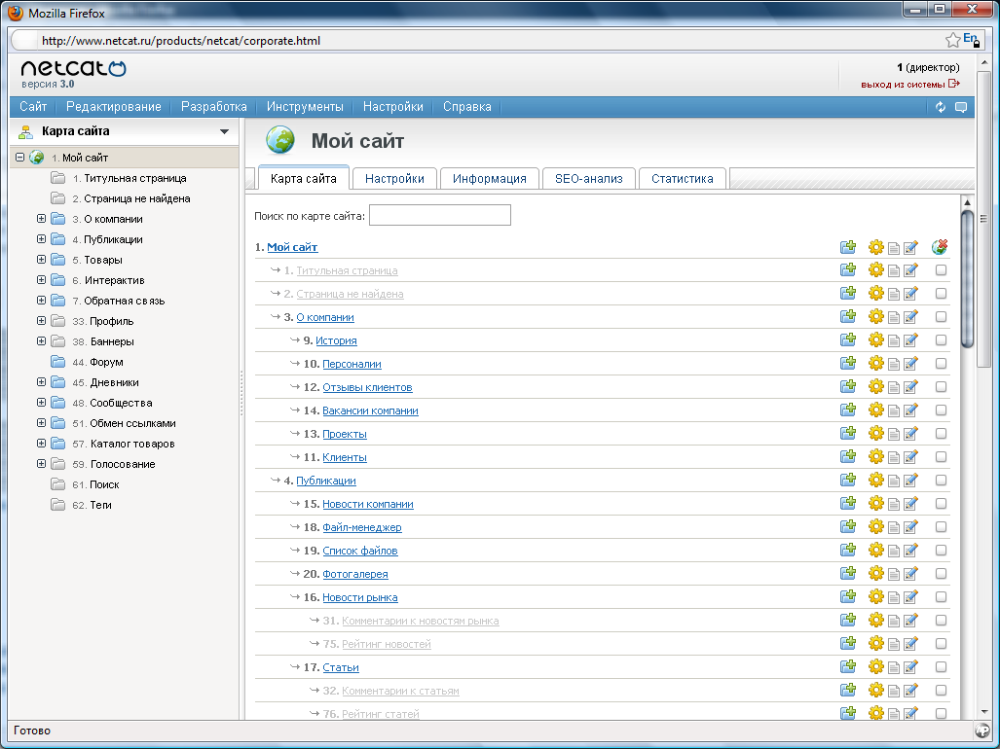 Mozilla Firefox
http://www.netcat.ru/products/netcat/corporate.html
En
netcat
версия 3.0
1 (директор)
выход из системы
Сайт Редактирование Разработка Инструменты Настройки Справка
Карта сайта
1. Мой сайт
1. Титульная страница
2. Страница не найдена
3. О компании
4. Публикации
5. Товары
6. Интерактив
7. Обратная связь
33. Профиль
38. Баннеры
44. Форум
45. Дневники
48. Сообщества
51. Обмен ссылками
57. Каталог товаров
59. Голосование
61. Поиск
62. Теги
Мой сайт
Карта сайта Настройки Информация SEO-анализ Статистика
Поиск по карте сайта:
1. Мой сайт
1. Титульная страница
2. Страница не найдена
3. О компании
9. История
10. Персоналии
12. Отзывы клиентов
14. Вакансии компании
13. Проекты
11. Клиенты
4. Публикации
15. Новости компании
18. Файл-менеджер
19. Список файлов
20. Фотогалерея
16. Новости рынка
31. Комментарии к новостям рынка
75. Рейтинг новостей
17. Статьи
32. Комментарии к статьям
76. Рейтинг статей
Готово